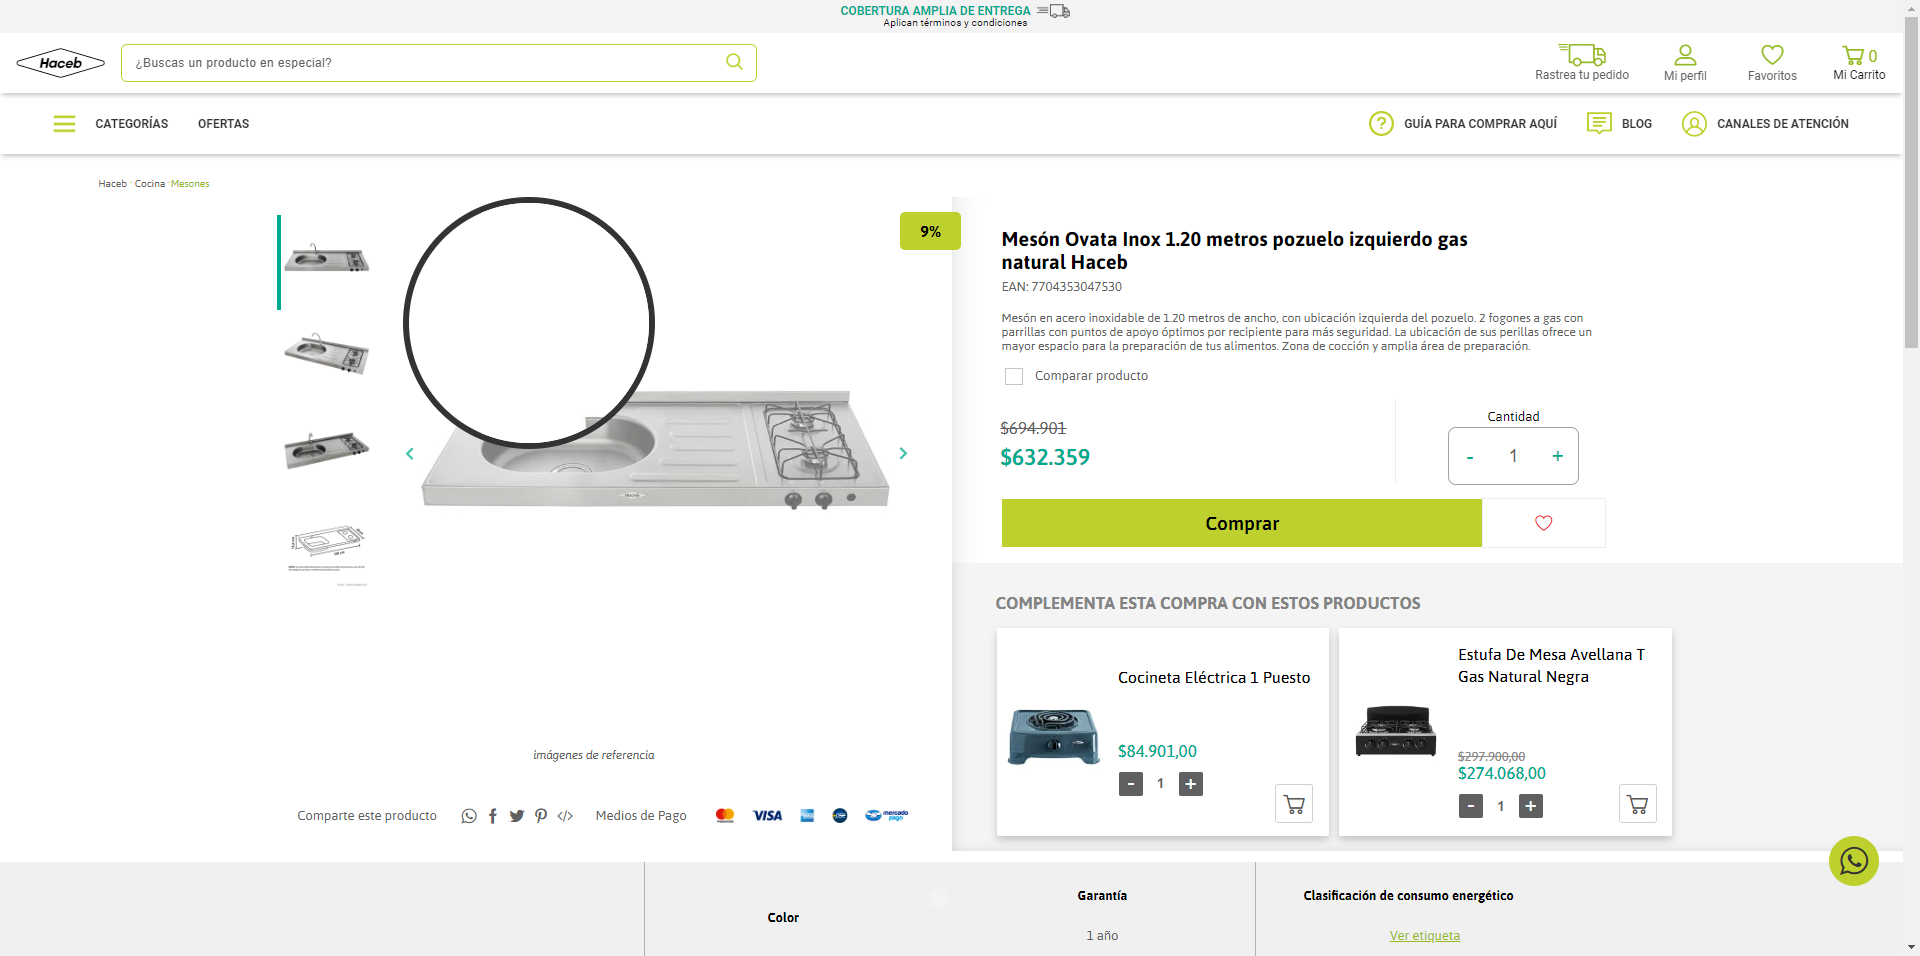 COBERTURA AMPLIA DE ENTREGA
Aplican términos y condiciones
Haceb
¿Buscas un producto en especial?
Rastrea tu pedido
Mi perfil
Favoritos
0
Mi Carrito
CATEGORÍAS
OFERTAS
GUÍA PARA COMPRAR AQUÍ
BLOG
CANALES DE ATENCIÓN
Haceb · Cocina · Mesones
9%
Mesón Ovata Inox 1.20 metros pozuelo izquierdo gas
natural Haceb
EAN: 7704353047530
Mesón en acero inoxidable de 1.20 metros de ancho, con ubicación izquierda del pozuelo. 2 fogones a gas con
parrillas con puntos de apoyo óptimos por recipiente para más seguridad. La ubicación de sus perillas ofrece un
mayor espacio para la preparación de tus alimentos. Zona de cocción y amplia área de preparación.
Comparar producto
$694.901
$632.359
Cantidad
- 1 +
Comprar
Haceb
imágenes de referencia
Comparte este producto
Medios de Pago
VISA
mercado
pago
COMPLEMENTA ESTA COMPRA CON ESTOS PRODUCTOS
Cocineta Eléctrica 1 Puesto
$84.901,00
- 1 +
Estufa De Mesa Avellana T
Gas Natural Negra
$297.900,00
$274.068,00
- 1 +
Color
Garantía
1 año
Clasificación de consumo energético
Ver etiqueta